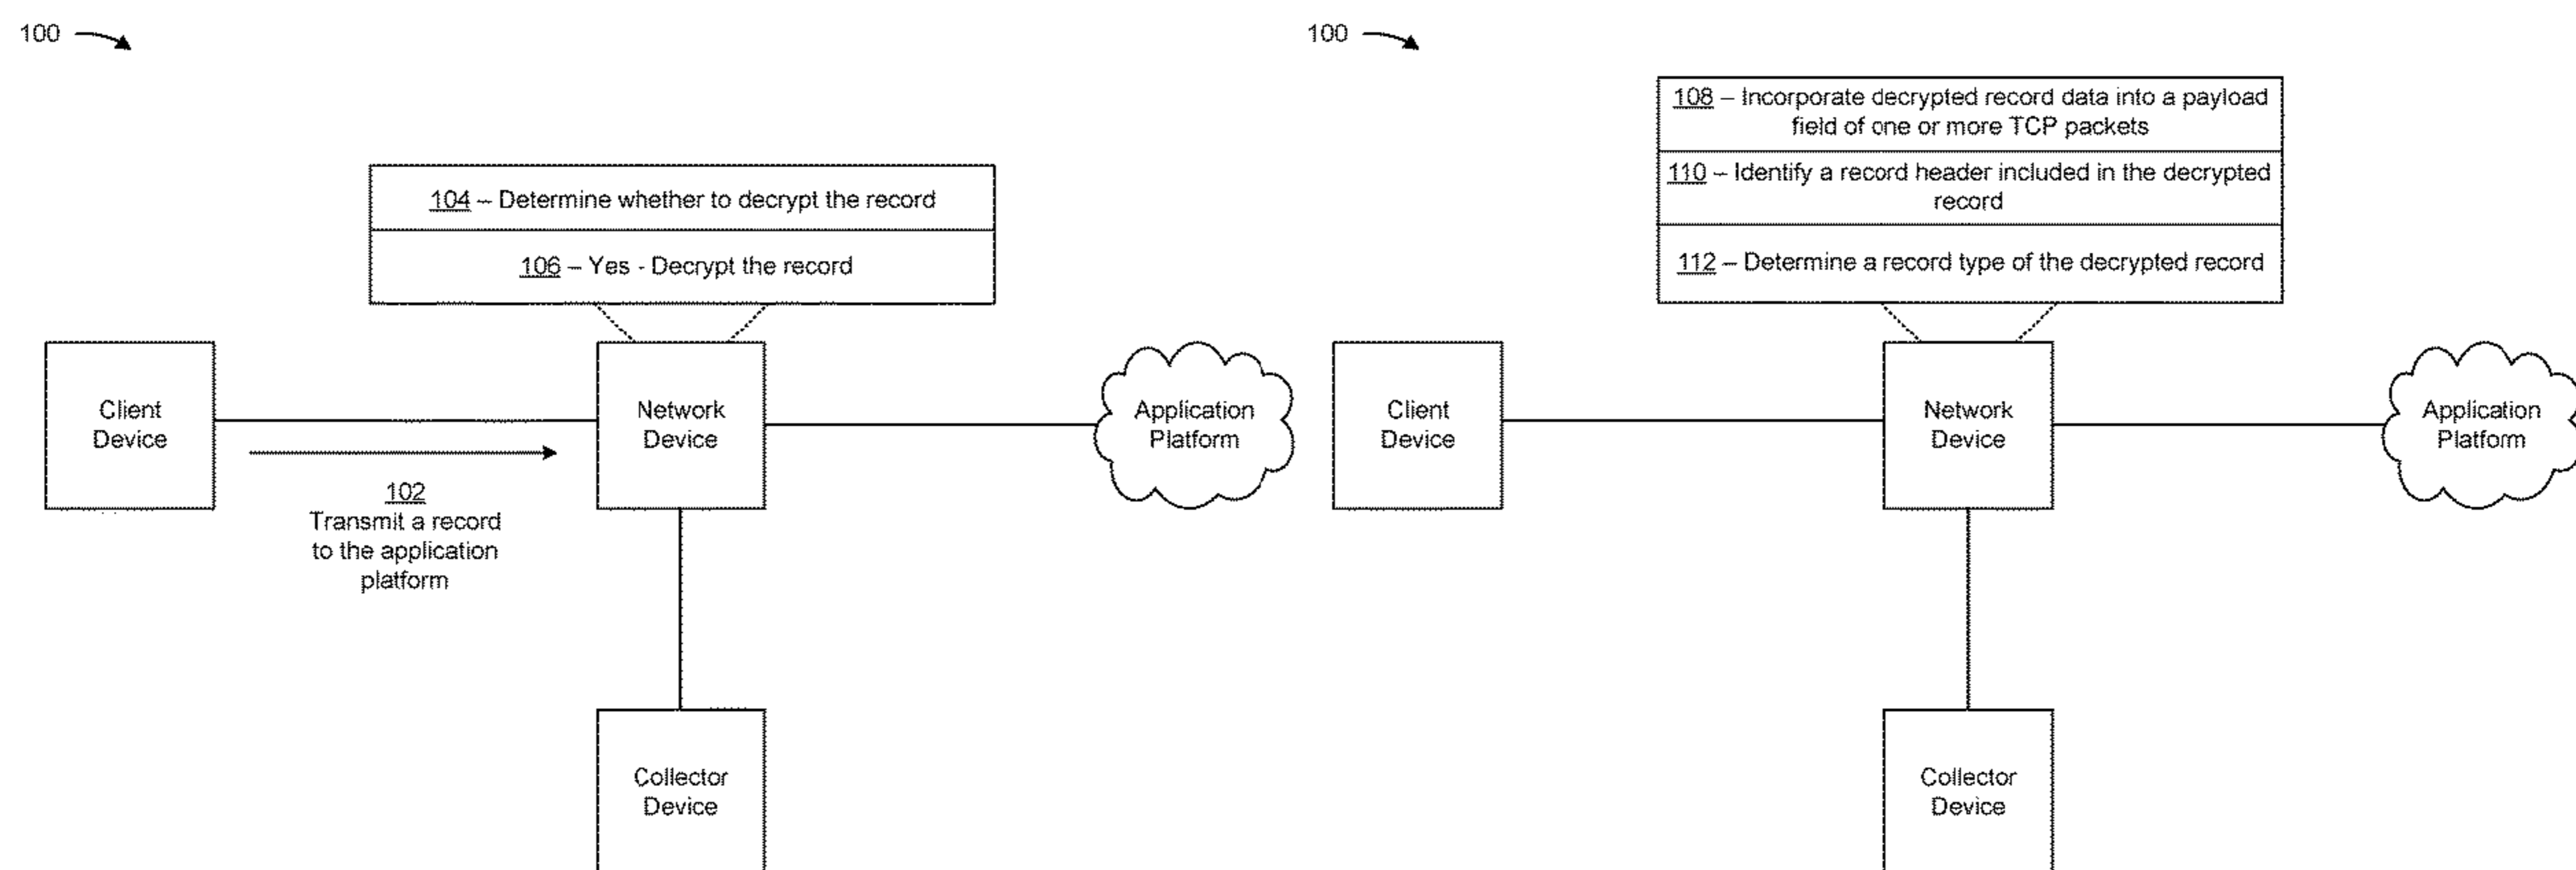 100
104 – Determine whether to decrypt the record
106 – Yes - Decrypt the record
Client
Device
Network
Device
Application
Platform
102
Transmit a record
to the application
platform
Collector
Device
100
108 – Incorporate decrypted record data into a payload
field of one or more TCP packets
110 – Identify a record header included in the decrypted
record
112 – Determine a record type of the decrypted record
Client
Device
Network
Device
Application
Platform
Collector
Device